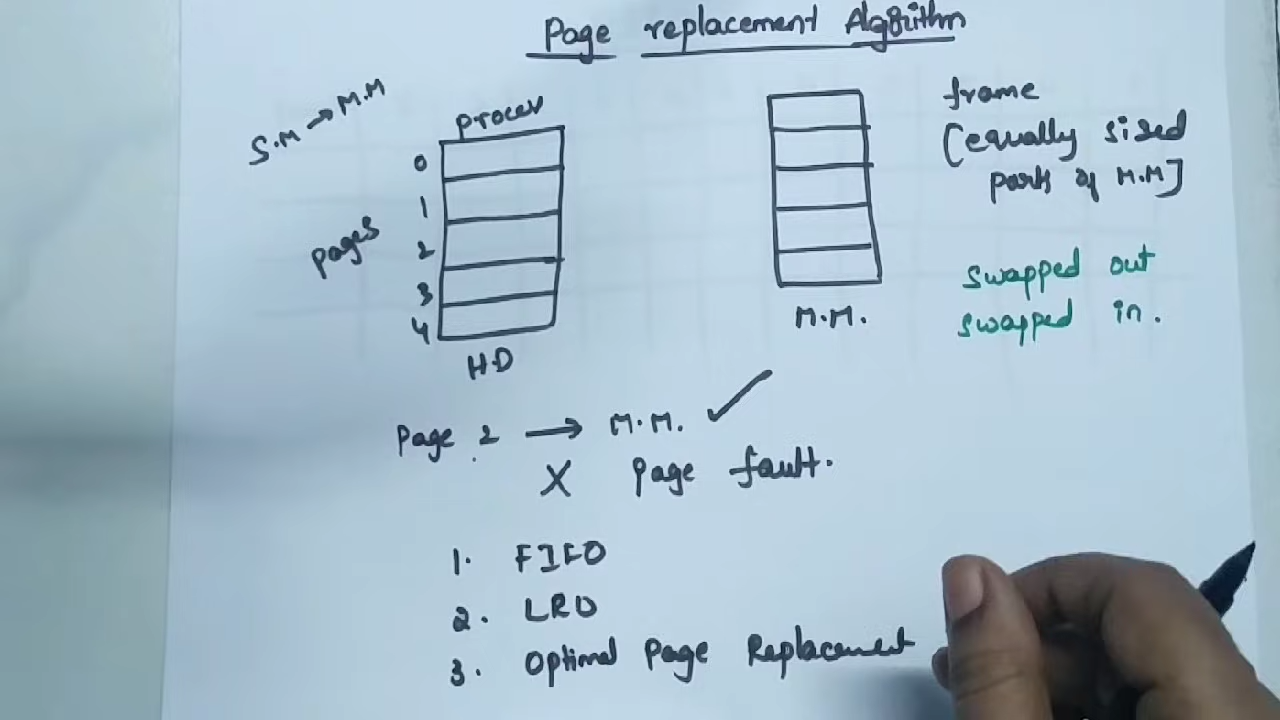 Page replacement Algorithm
S.M → M.M
process
0
1
2
3
4
pages
H.D
M.M.
frame
[equally sized
parts of M.M]
swapped out
swapped in.
Page 2 → M.M. ✓
X page fault.
1. FIFO
2. LRU
3. Optimal Page Replacement